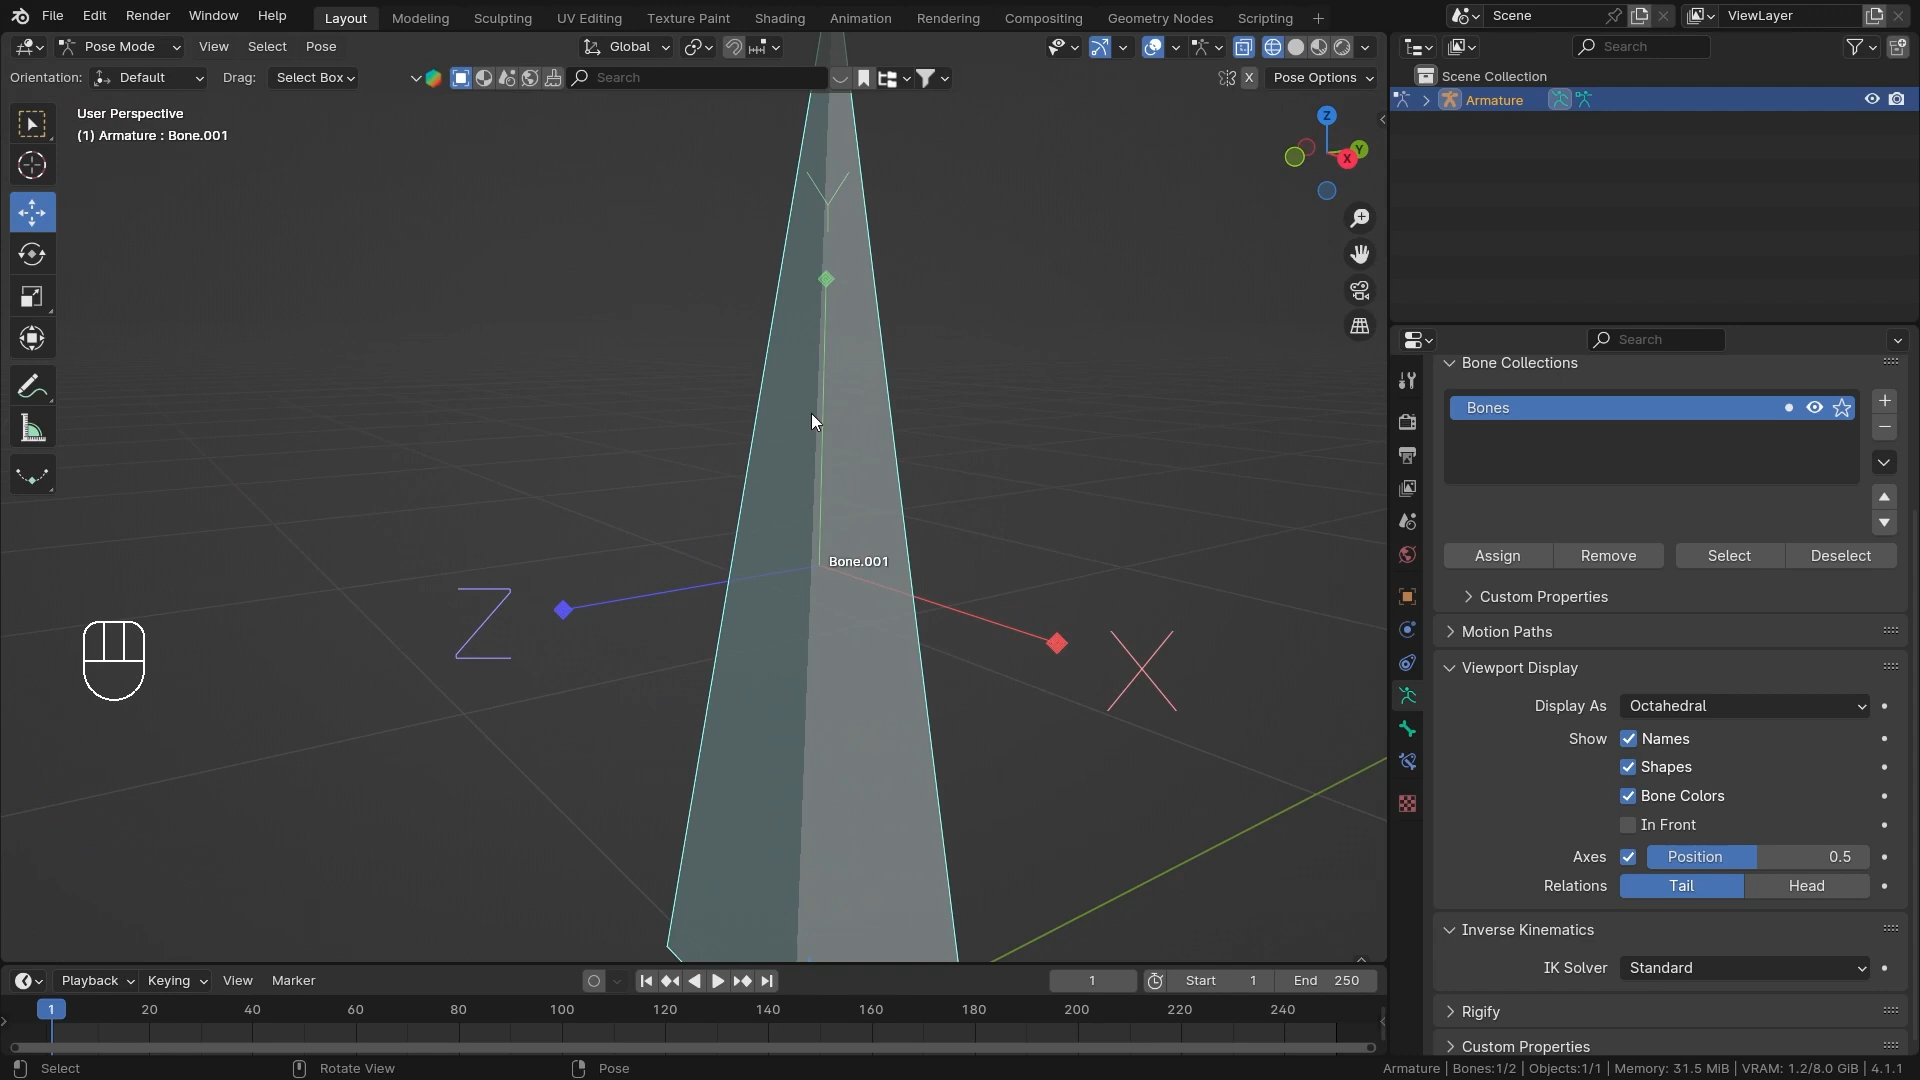 File Edit Render Window Help Layout Modeling Sculpting UV Editing Texture Paint Shading Animation Rendering Compositing Geometry Nodes Scripting + Scene ViewLayer
Pose Mode View Select Pose Global Search
Orientation: Default Drag: Select Box Search X Pose Options Scene Collection
Armature
User Perspective
(1) Armature : Bone.001
Z
Y
X
Y
Search
Bone Collections
Bones
Bone.001
Assign Remove Select Deselect
Z
X
Custom Properties
Motion Paths
Viewport Display
Display As Octahedral
Show Names
Shapes
Bone Colors
In Front
Axes Position 0.5
Relations Tail Head
Inverse Kinematics
IK Solver Standard
Rigify
Custom Properties
Playback Keying View Marker 1 Start 1 End 250
1 20 40 60 80 100 120 140 160 180 200 220 240
Select Rotate View Pose Armature | Bones:1/2 | Objects:1/1 | Memory: 31.5 MiB | VRAM: 1.2/8.0 GiB | 4.1.1